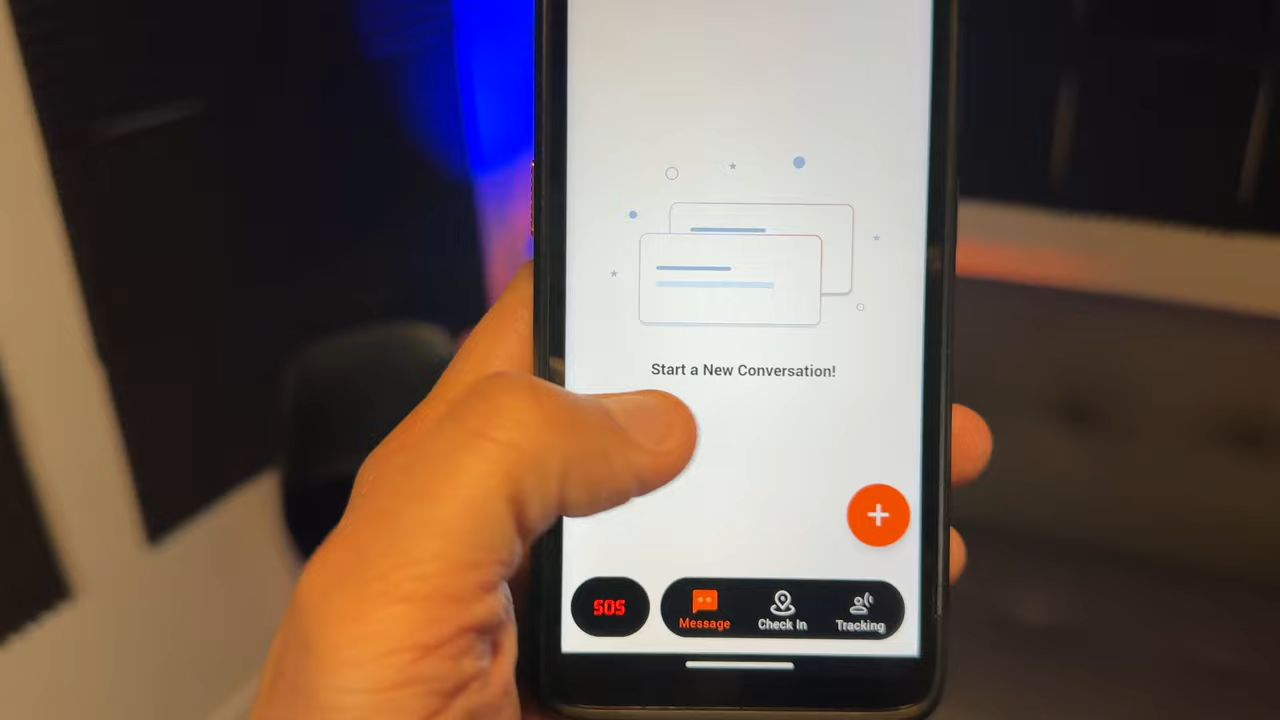 Start a New Conversation!
SOS
Message
Check In
Tracking